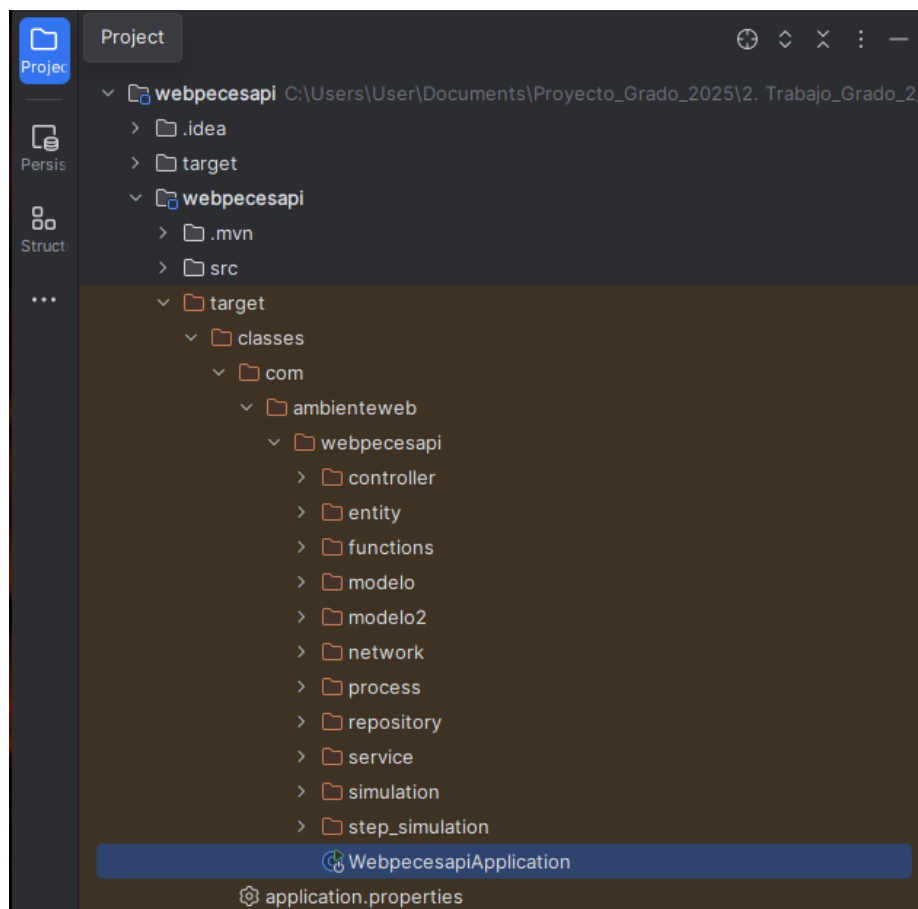 Project
Projec
webpecesapi C:\Users\User\Documents\Proyecto_Grado_2025\2. Trabajo_Grado_2
.idea
target
Persis
webpecesapi
.mvn
Struct
src
target
classes
com
ambienteweb
webpecesapi
controller
entity
functions
modelo
modelo2
network
process
repository
service
simulation
step_simulation
WebpecesapiApplication
application.properties